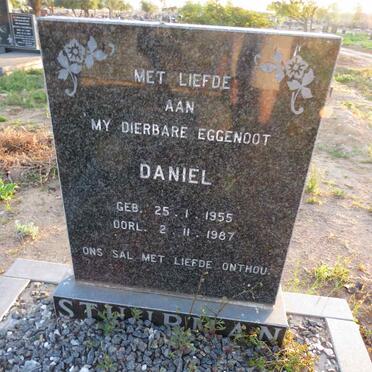 MET LIEFDE
AAN
MY DIERBARE EGGENOOT
DANIEL
GEB. 25 · 1 · 1955
OORL. 2 · 11 · 1987
ONS SAL MET LIEFDE ONTHOU.
STUURMAN